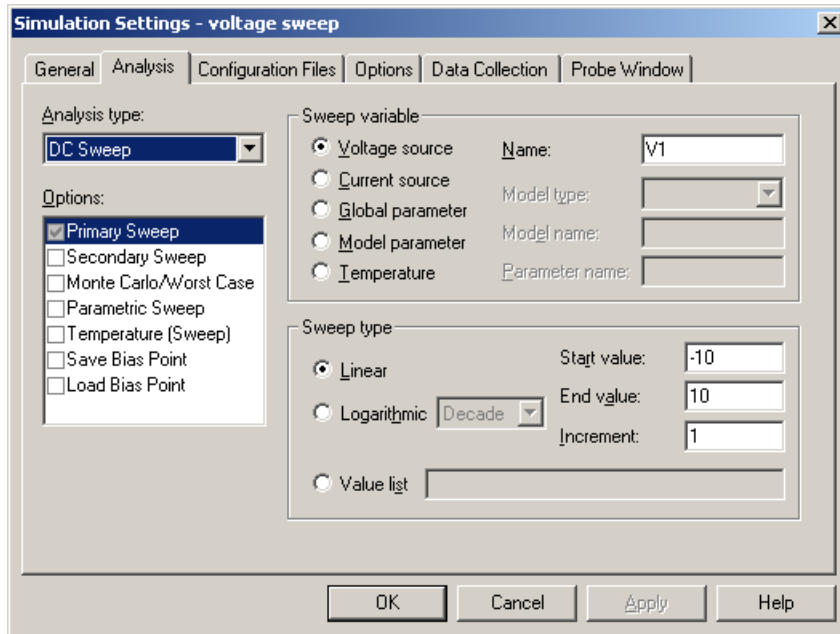 Simulation Settings - voltage sweep
General Analysis Configuration Files Options Data Collection Probe Window
Analysis type:
DC Sweep
Options:
Primary Sweep
Secondary Sweep
Monte Carlo/Worst Case
Parametric Sweep
Temperature (Sweep)
Save Bias Point
Load Bias Point
Sweep variable
Voltage source
Current source
Global parameter
Model parameter
Temperature
Name: V1
Model type:
Model name:
Parameter name:
Sweep type
Linear
Logarithmic Decade
Value list
Start value: -10
End value: 10
Increment: 1
OK Cancel Apply Help